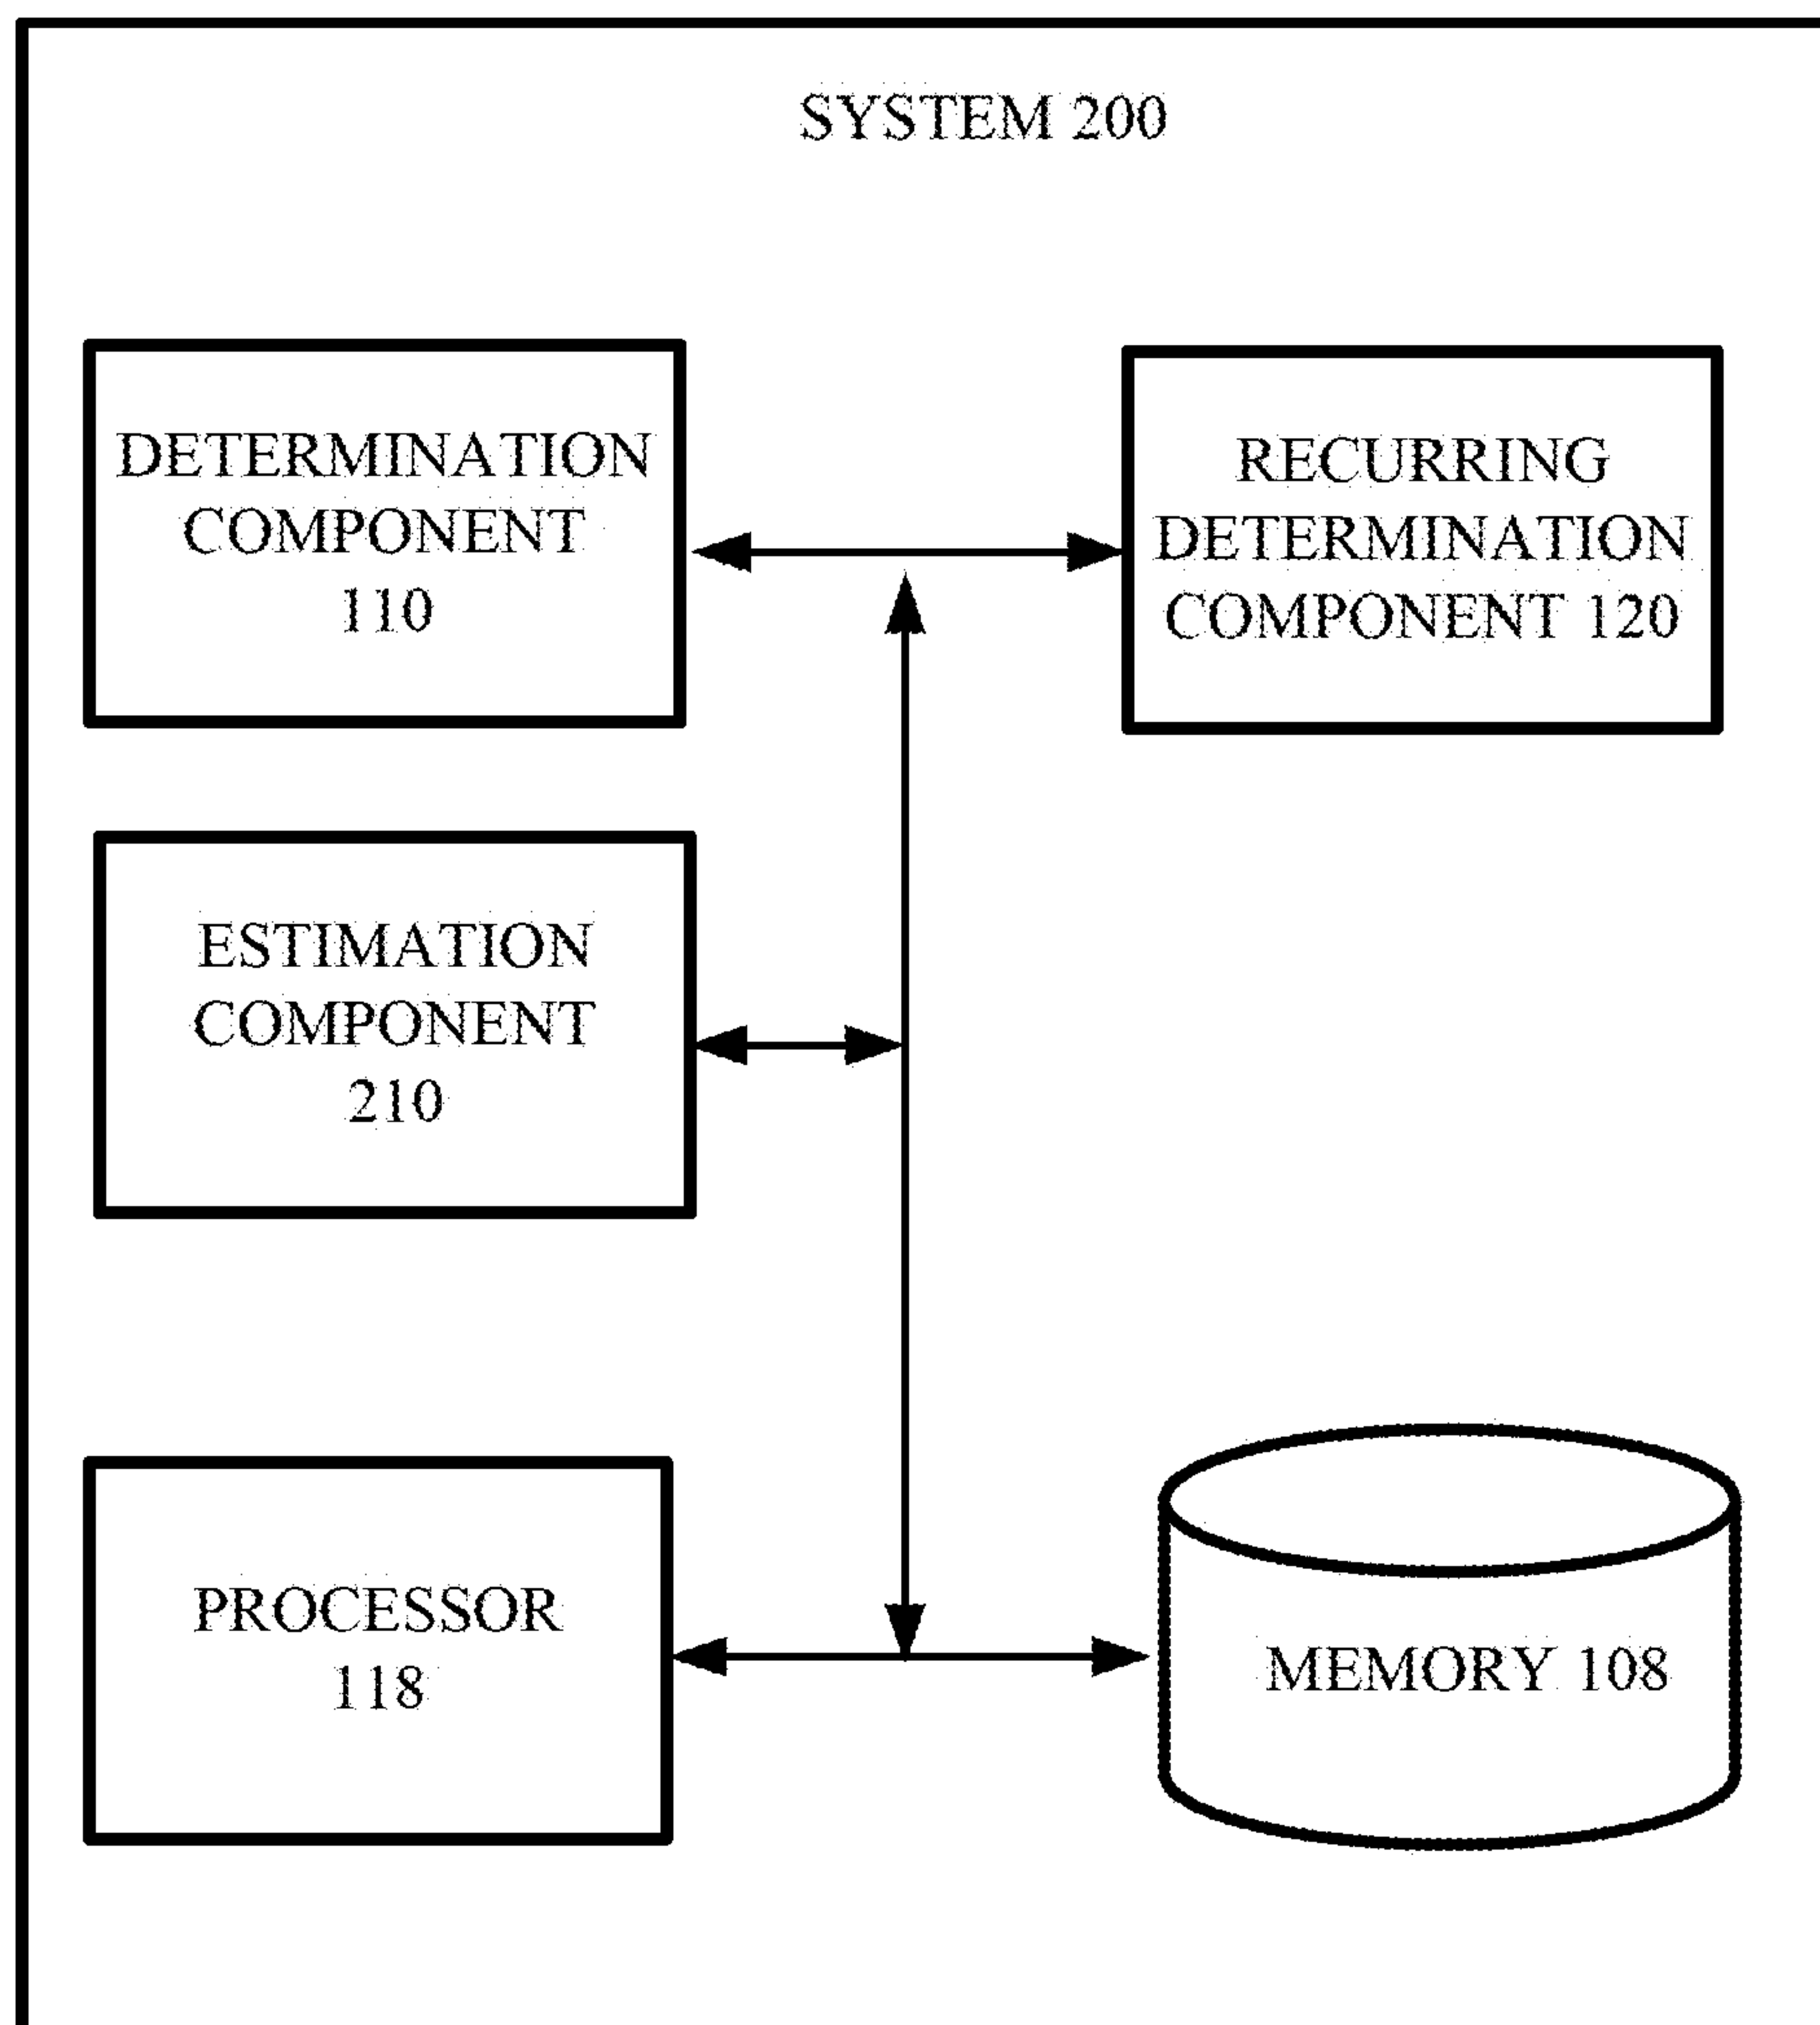 SYSTEM 200
DETERMINATION
COMPONENT
110
RECURRING
DETERMINATION
COMPONENT 120
ESTIMATION
COMPONENT
210
PROCESSOR
118
MEMORY 108